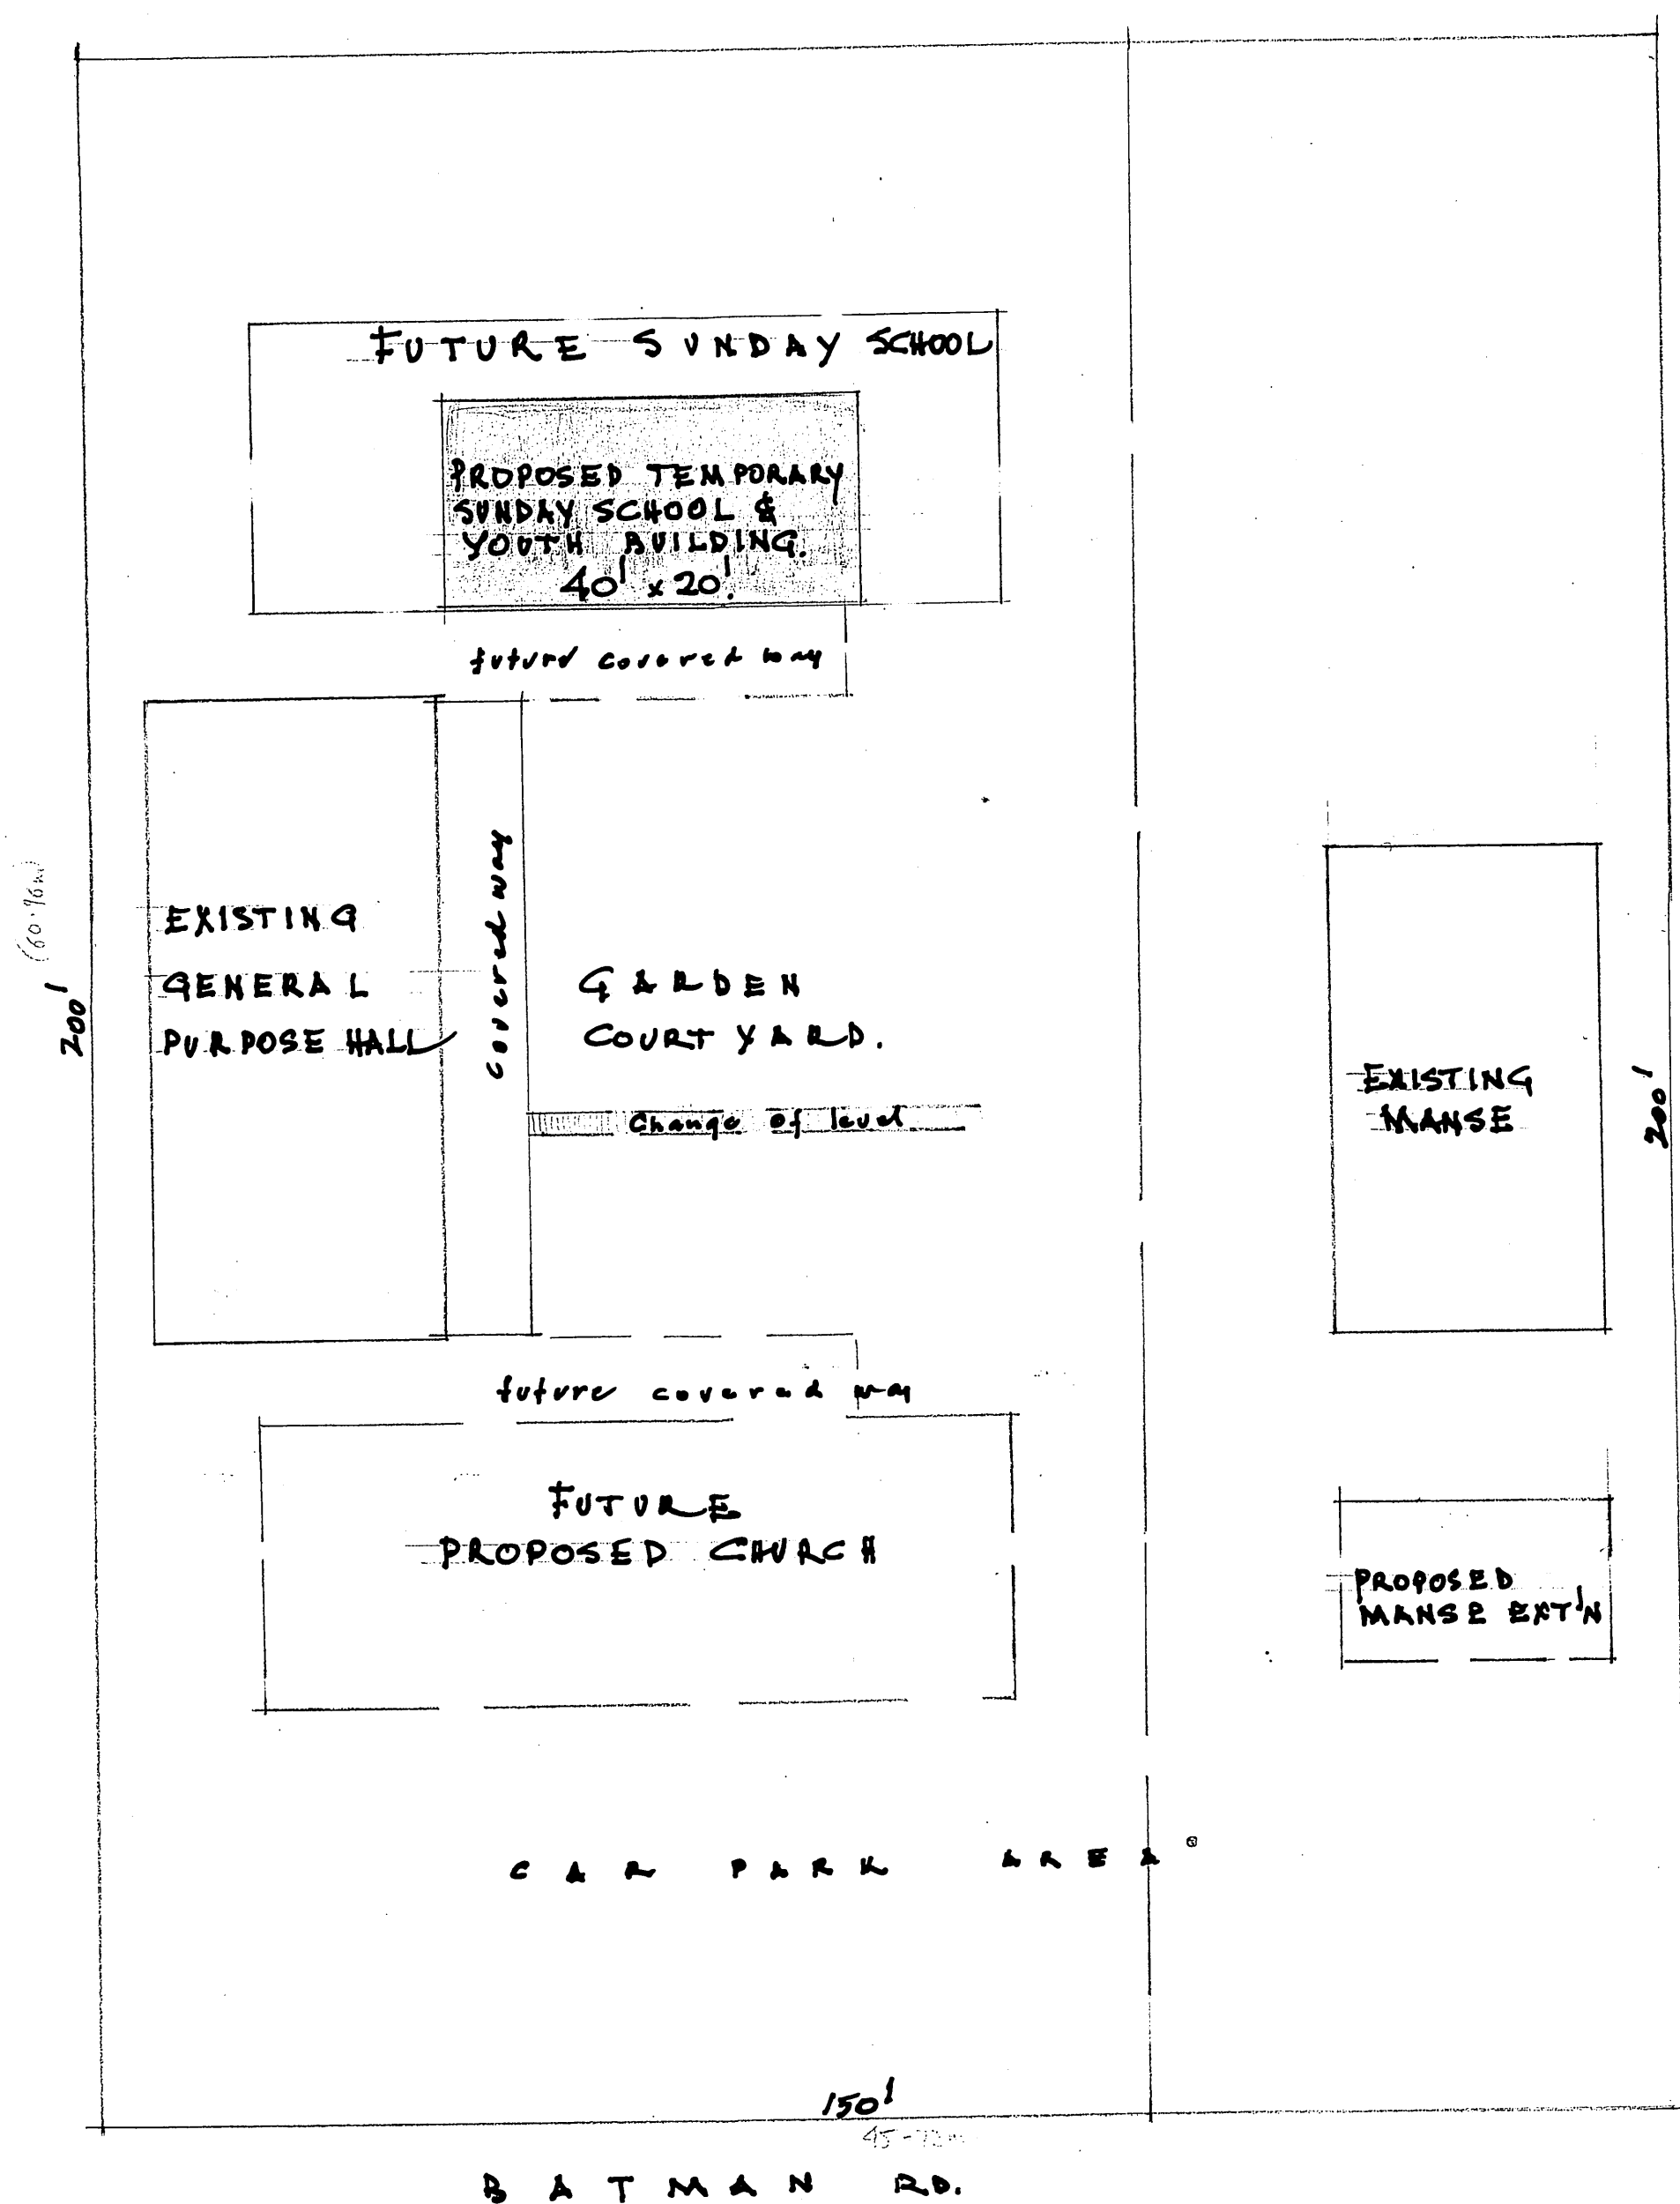 FUTURE SUNDAY SCHOOL
PROPOSED TEMPORARY
SUNDAY SCHOOL &
YOUTH BUILDING.
40' x 20'.
future covered way
EXISTING
GENERAL
PURPOSE HALL
covered way
GARDEN
COURT YARD.
Change of level
EXISTING
MANSE
200'
(60.96m)
200'
future covered way
FUTURE
PROPOSED CHURCH
PROPOSED
MANSE EXT'N
CAR PARK AREA
150'
45-72m
BATMAN RD.